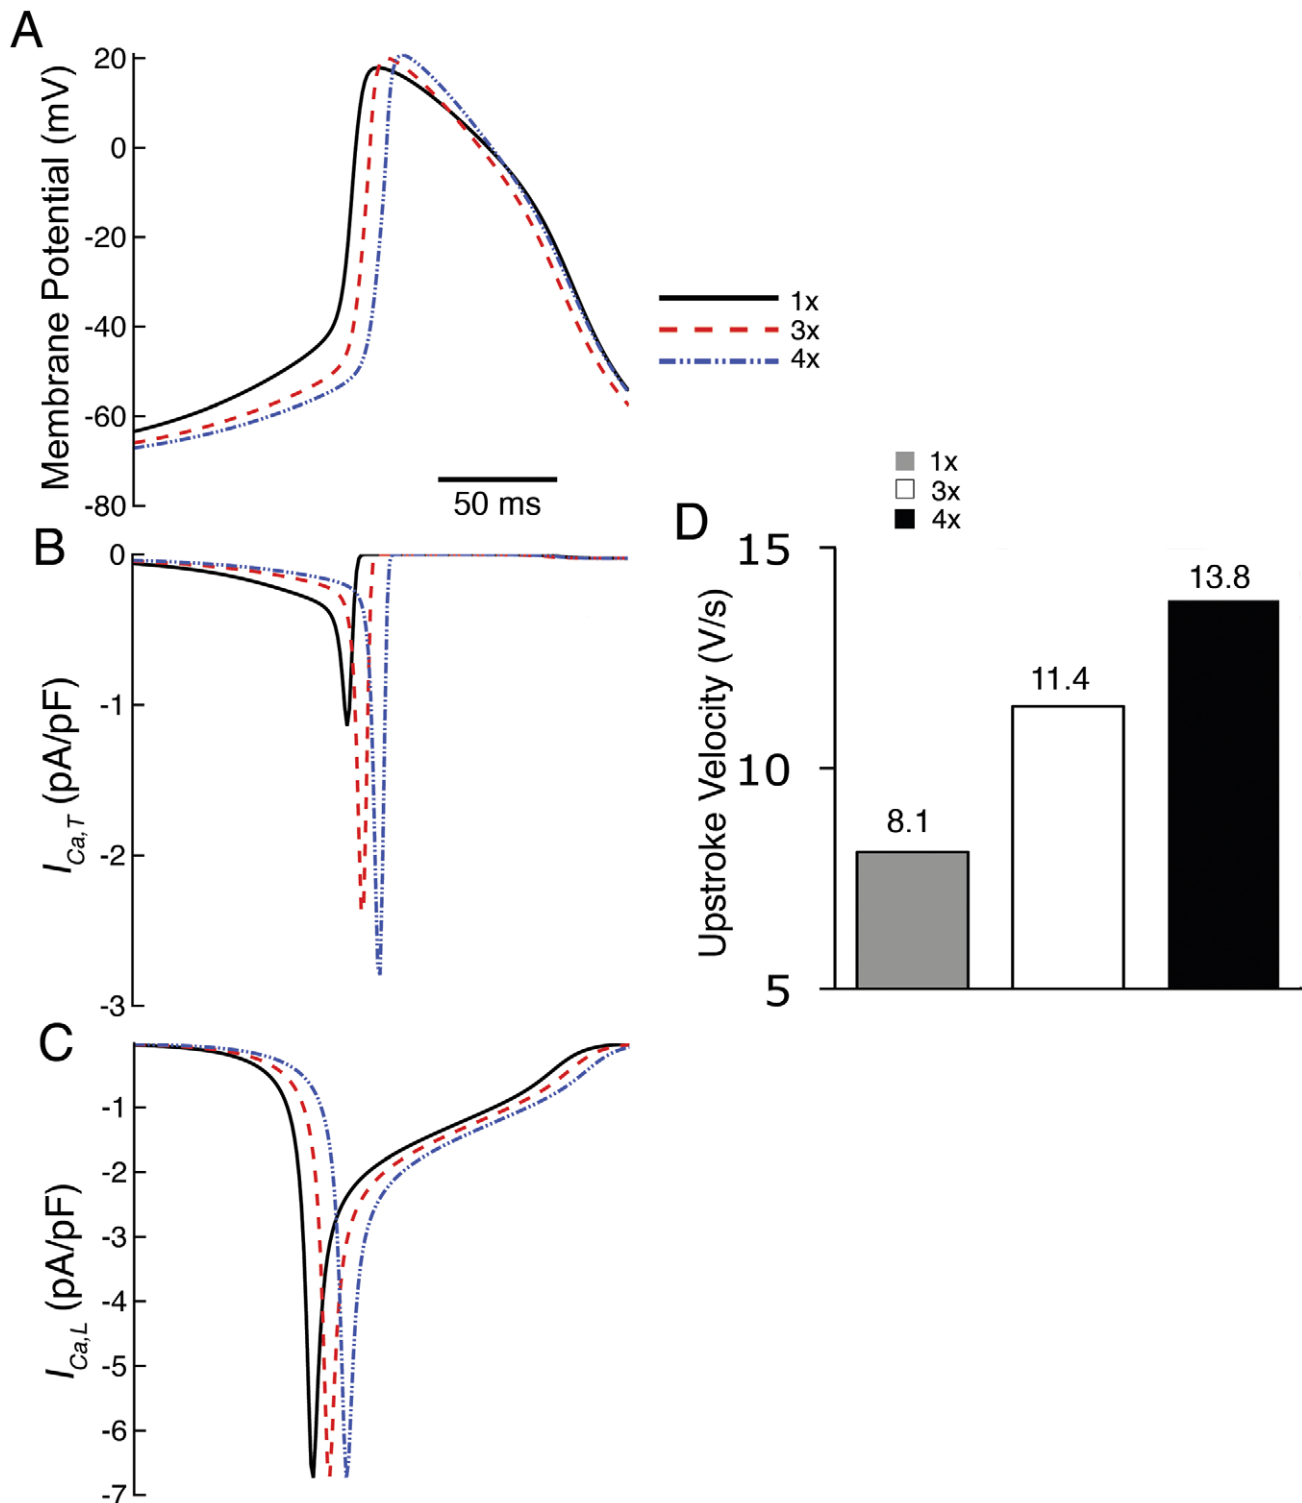 A
Membrane Potential (mV)
20
0
-20
-40
-60
-80
50 ms
1x
3x
4x
B
I Ca,T (pA/pF)
0
-1
-2
-3
C
I Ca,L (pA/pF)
-1
-2
-3
-4
-5
-6
-7
1x
3x
4x
D
Upstroke Velocity (V/s)
15
10
5
8.1
11.4
13.8